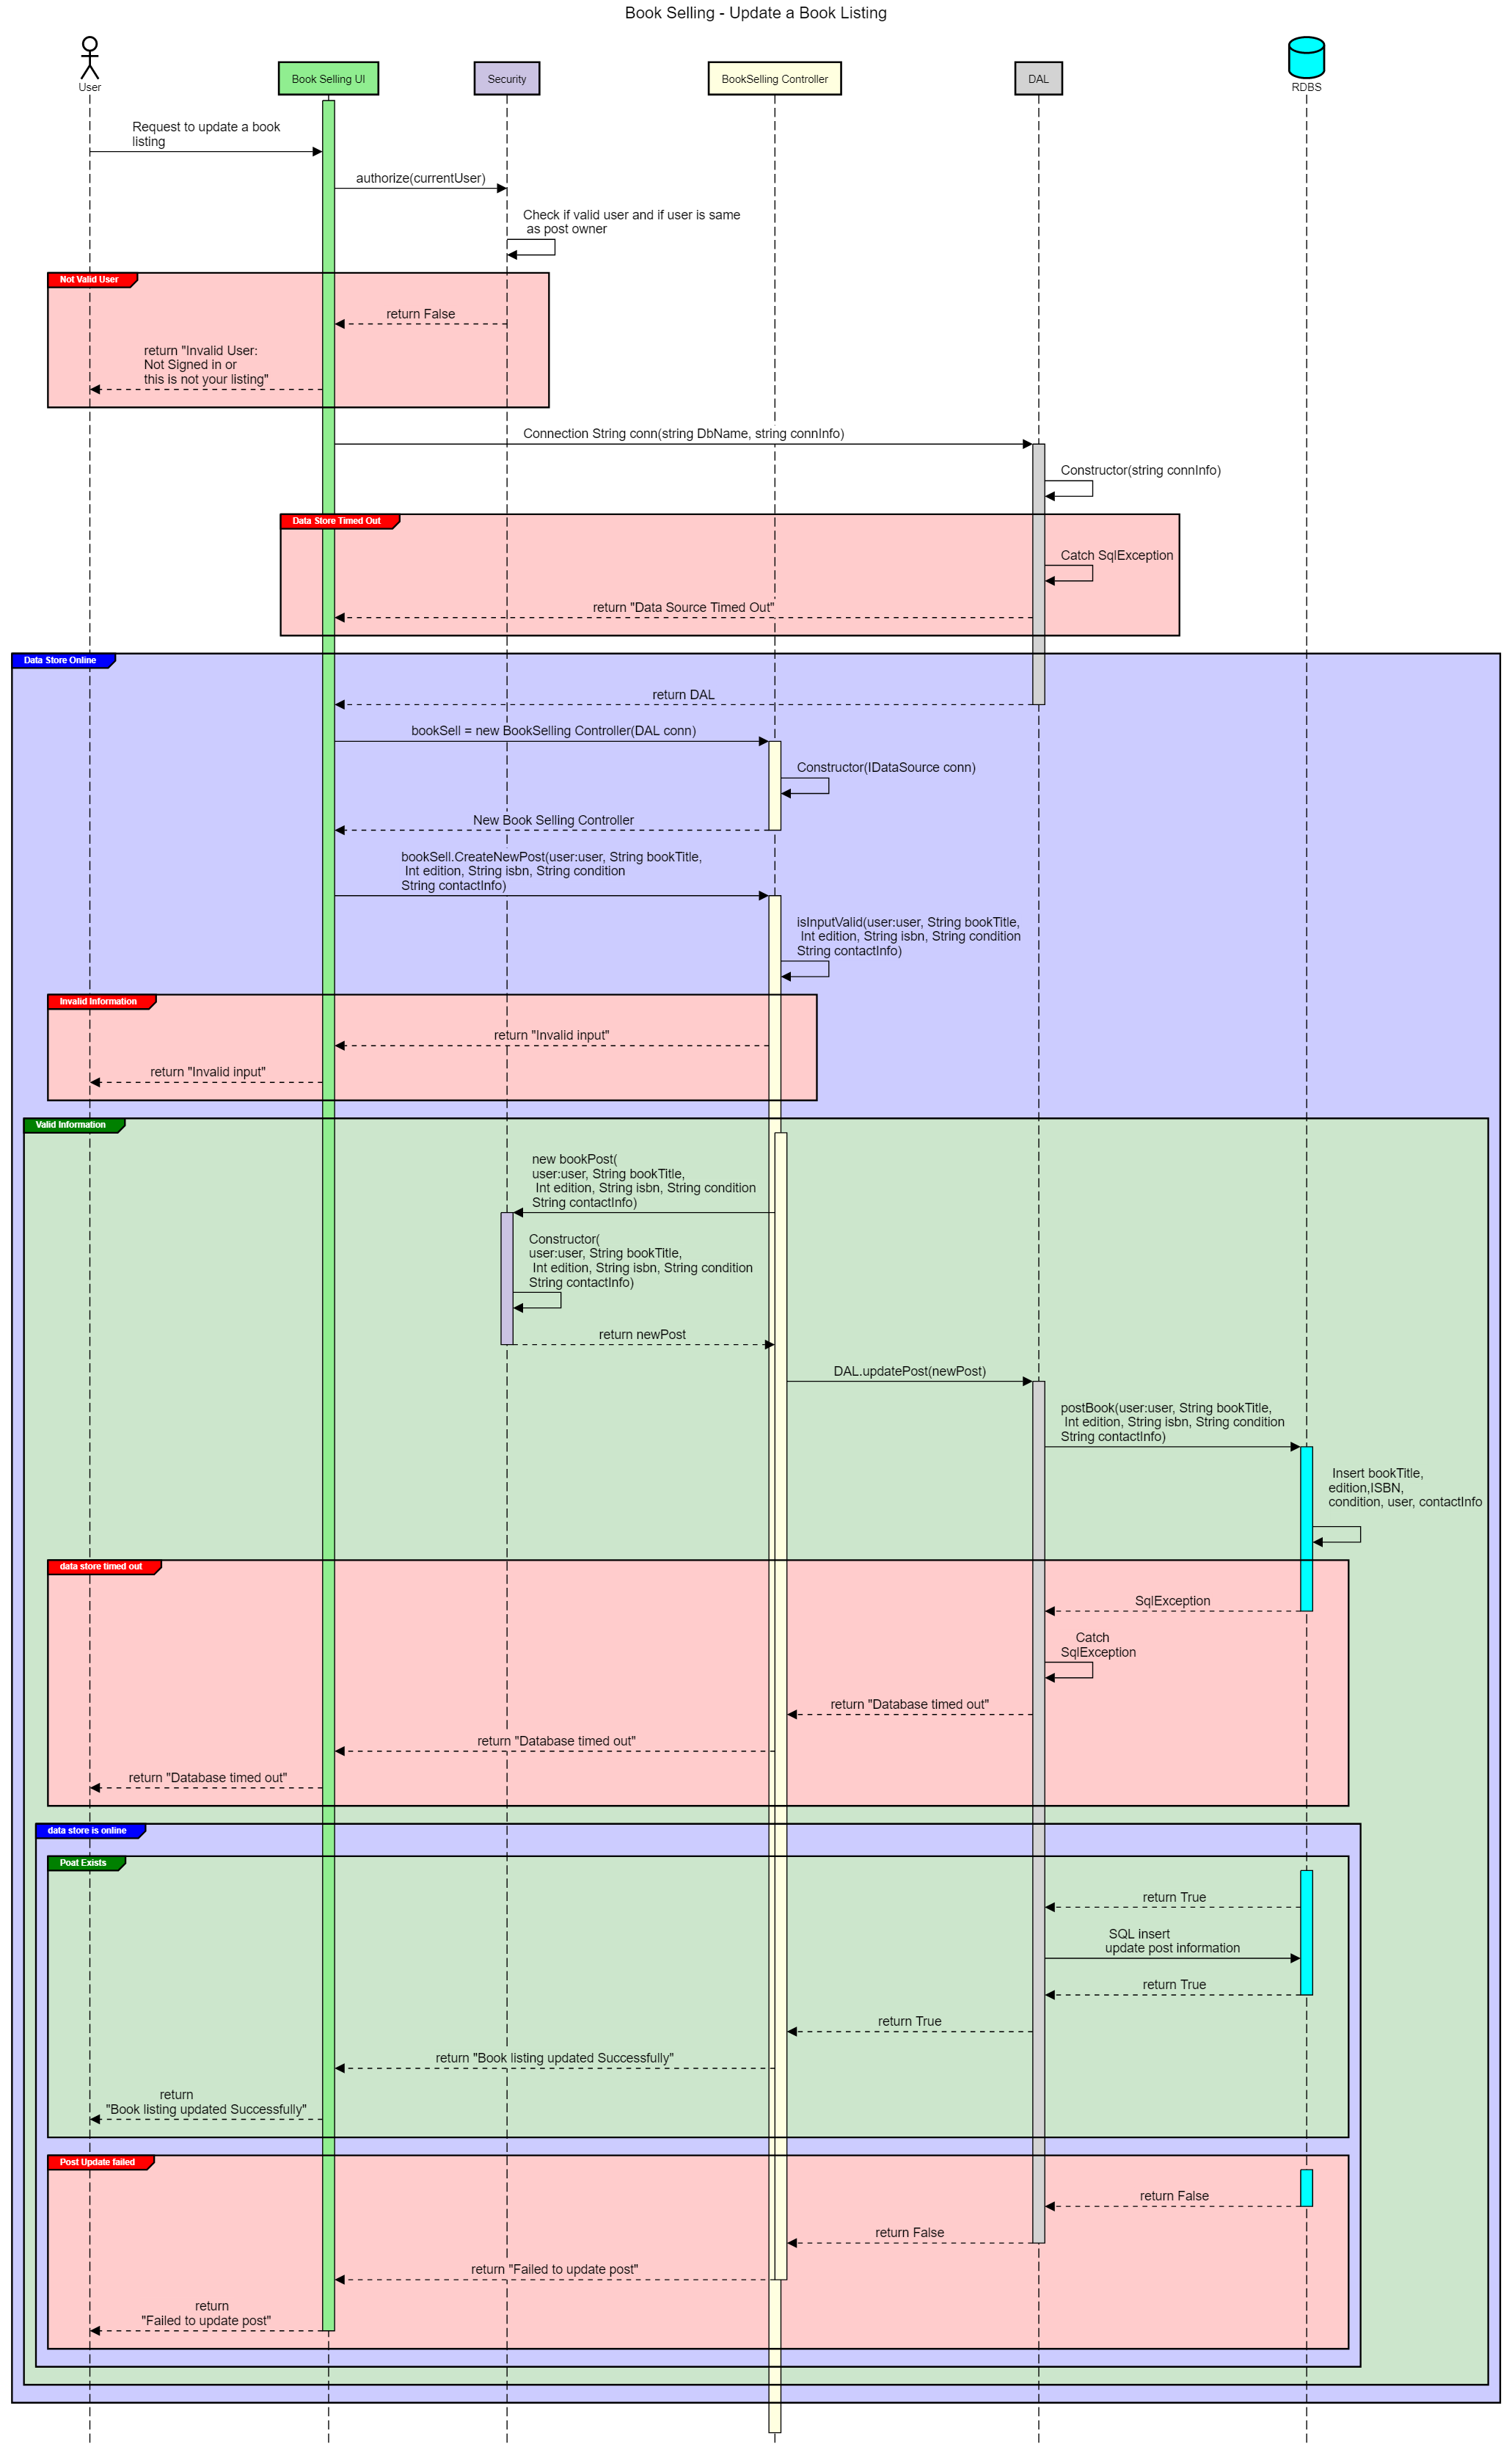 Book Selling - Update a Book Listing
User
Book Selling UI
Security
BookSelling Controller
DAL
RDBS
Request to update a book
listing
authorize(currentUser)
Check if valid user and if user is same
as post owner
Not Valid User
return False
return "Invalid User:
Not Signed in or
this is not your listing"
Connection String conn(string DbName, string connInfo)
Constructor(string connInfo)
Data Store Timed Out
Catch SqlException
return "Data Source Timed Out"
Data Store Online
return DAL
bookSell = new BookSelling Controller(DAL conn)
Constructor(IDataSource conn)
New Book Selling Controller
bookSell.CreateNewPost(user:user, String bookTitle,
Int edition, String isbn, String condition
String contactInfo)
isInputValid(user:user, String bookTitle,
Int edition, String isbn, String condition
String contactInfo)
Invalid Information
return "Invalid input"
return "Invalid input"
Valid Information
new bookPost(
user:user, String bookTitle,
Int edition, String isbn, String condition
String contactInfo)
Constructor(
user:user, String bookTitle,
Int edition, String isbn, String condition
String contactInfo)
return newPost
DAL.updatePost(newPost)
postBook(user:user, String bookTitle,
Int edition, String isbn, String condition
String contactInfo)
Insert bookTitle,
edition,ISBN,
condition, user, contactInfo
data store timed out
SqlException
Catch
SqlException
return "Database timed out"
return "Database timed out"
return "Database timed out"
data store is online
Poat Exists
return True
SQL insert
update post information
return True
return True
return "Book listing updated Successfully"
return
"Book listing updated Successfully"
Post Update failed
return False
return False
return "Failed to update post"
return
"Failed to update post"